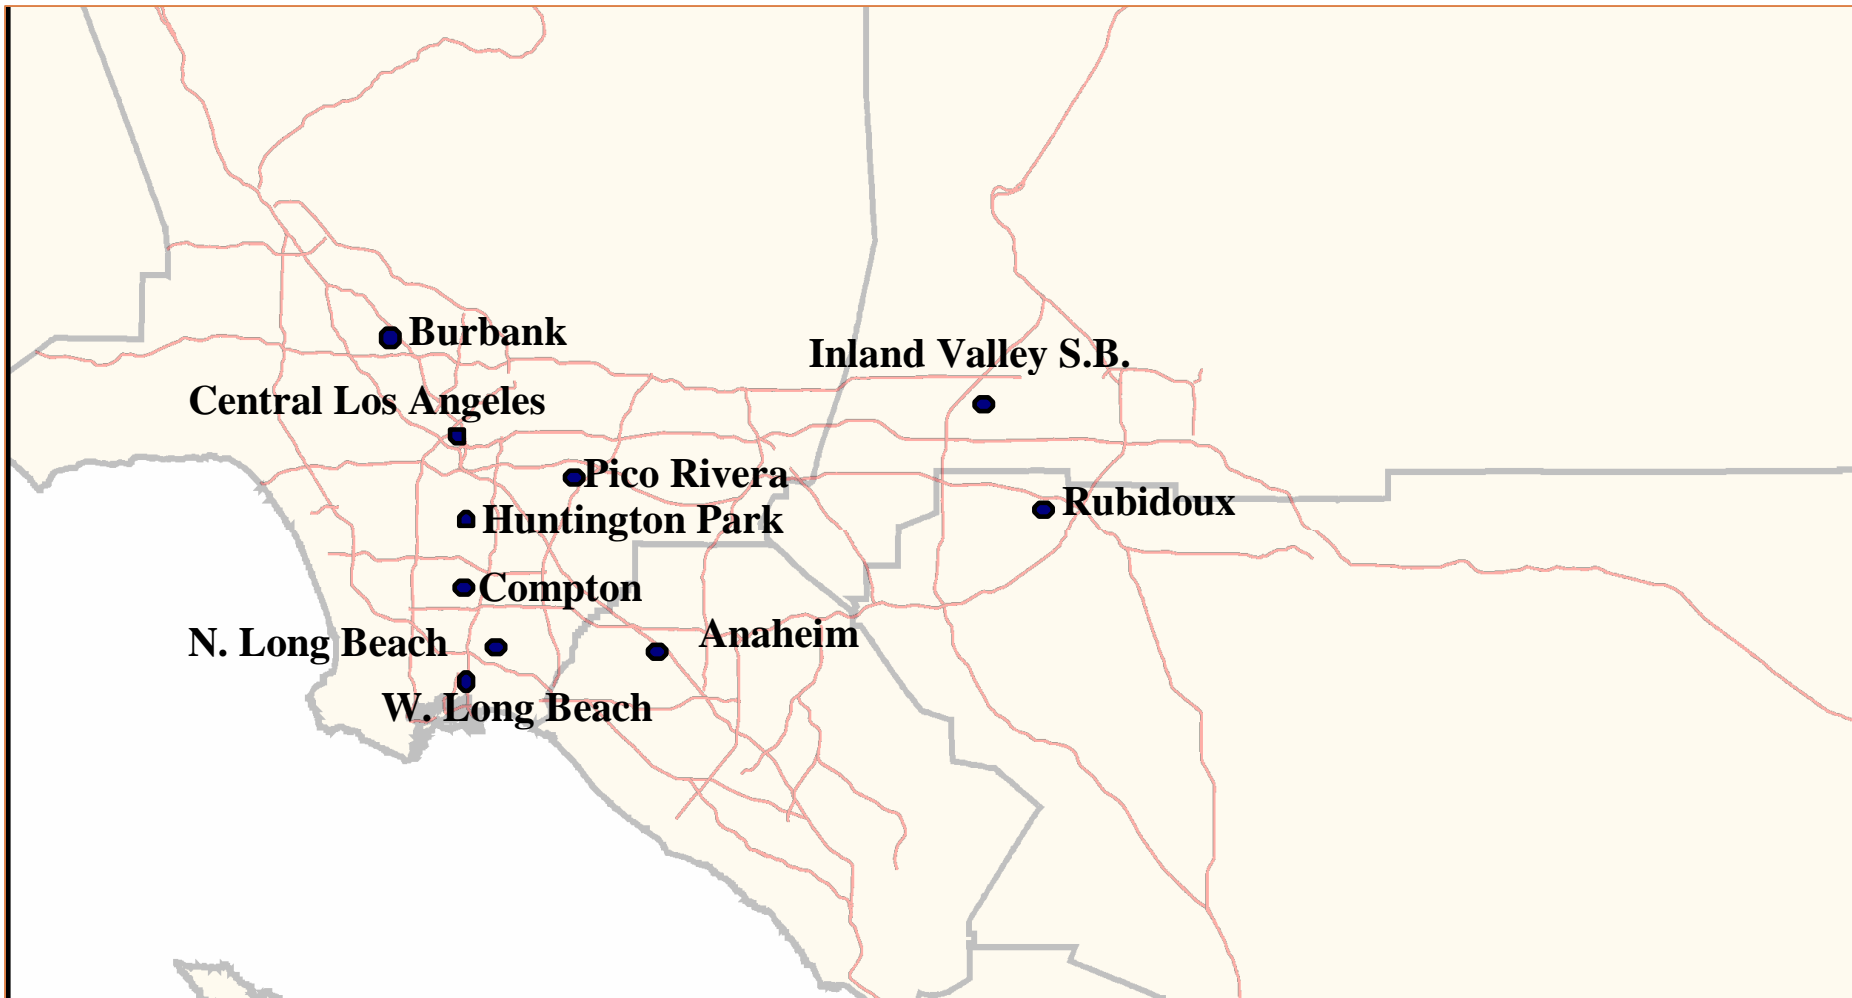 Burbank
Inland Valley S.B.
Central Los Angeles
Pico Rivera
Rubidoux
Huntington Park
Compton
N. Long Beach
Anaheim
W. Long Beach